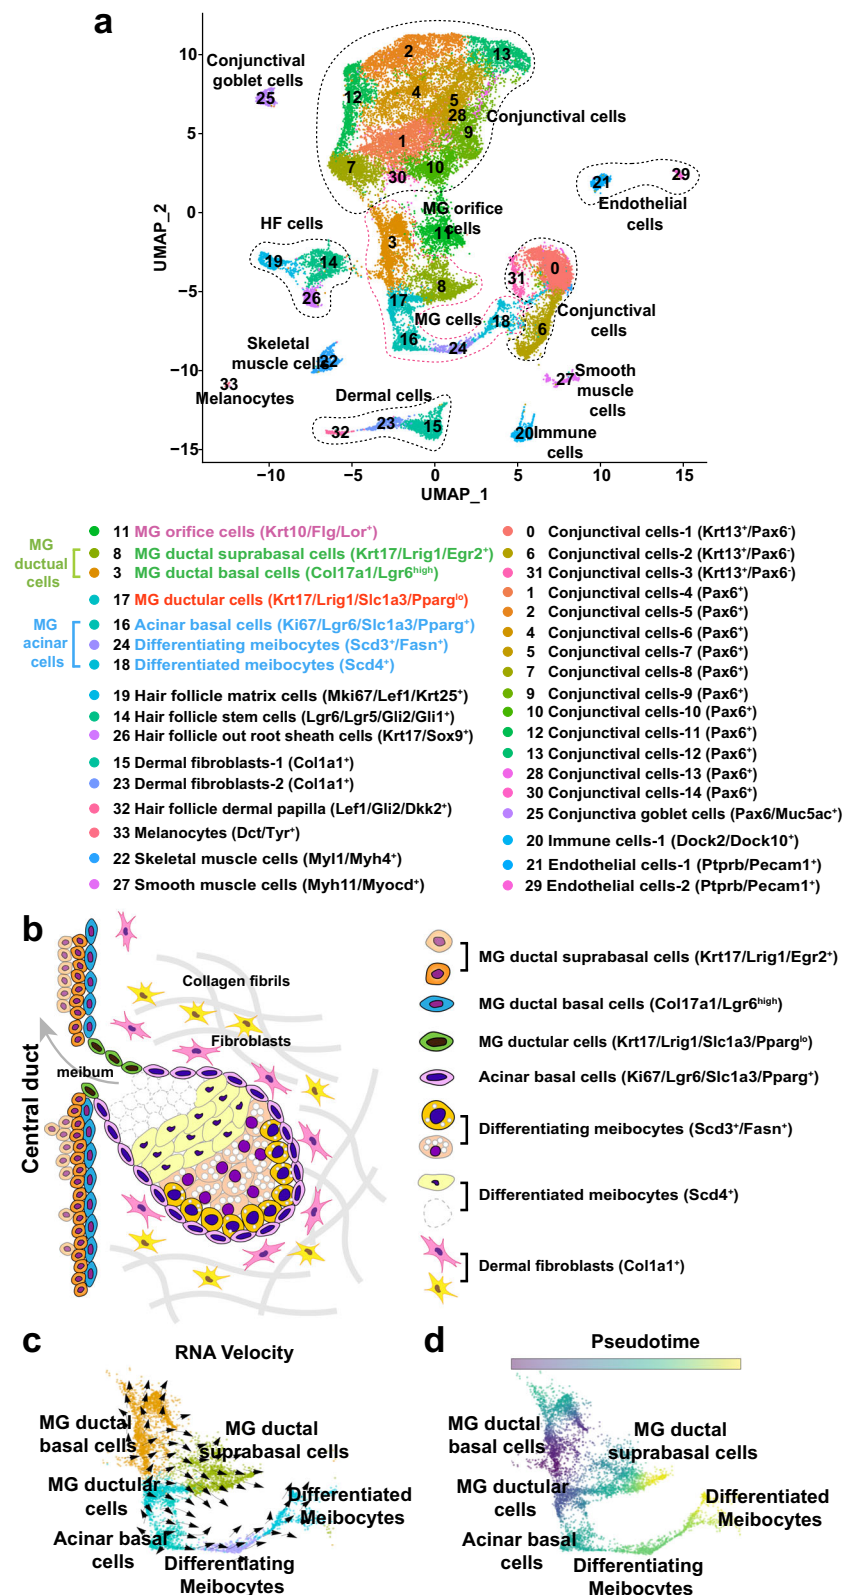 a
UMAP_2
10
5
0
−5
−10
−15
−10
−5
0
5
10
15
UMAP_1
Conjunctival
goblet cells
25
2
13
12
4
5
28
9
Conjunctival cells
1
7
10
30
21
29
Endothelial
cells
HF cells
MG orifice
cells
11
3
19
14
26
8
17
MG cells
16
24
18
31
0
6
Conjunctival
cells
Skeletal
muscle cells
22
33
Melanocytes
Dermal cells
32
23
15
27
Smooth
muscle
cells
20
Immune
cells
MG
ductual
cells
MG
acinar
cells
11 MG orifice cells (Krt10/Flg/Lor⁺)
8 MG ductal suprabasal cells (Krt17/Lrig1/Egr2⁺)
3 MG ductal basal cells (Col17a1/Lgr6ʰⁱᵍʰ)
17 MG ductular cells (Krt17/Lrig1/Slc1a3/Ppargˡᵒ)
16 Acinar basal cells (Ki67/Lgr6/Slc1a3/Pparg⁺)
24 Differentiating meibocytes (Scd3⁺/Fasn⁺)
18 Differentiated meibocytes (Scd4⁺)
19 Hair follicle matrix cells (Mki67/Lef1/Krt25⁺)
14 Hair follicle stem cells (Lgr6/Lgr5/Gli2/Gli1⁺)
26 Hair follicle out root sheath cells (Krt17/Sox9⁺)
15 Dermal fibroblasts-1 (Col1a1⁺)
23 Dermal fibroblasts-2 (Col1a1⁺)
32 Hair follicle dermal papilla (Lef1/Gli2/Dkk2⁺)
33 Melanocytes (Dct/Tyr⁺)
22 Skeletal muscle cells (Myl1/Myh4⁺)
27 Smooth muscle cells (Myh11/Myocd⁺)
0 Conjunctival cells-1 (Krt13⁺/Pax6⁻)
6 Conjunctival cells-2 (Krt13⁺/Pax6⁻)
31 Conjunctival cells-3 (Krt13⁺/Pax6⁻)
1 Conjunctival cells-4 (Pax6⁺)
2 Conjunctival cells-5 (Pax6⁺)
4 Conjunctival cells-6 (Pax6⁺)
5 Conjunctival cells-7 (Pax6⁺)
7 Conjunctival cells-8 (Pax6⁺)
9 Conjunctival cells-9 (Pax6⁺)
10 Conjunctival cells-10 (Pax6⁺)
12 Conjunctival cells-11 (Pax6⁺)
13 Conjunctival cells-12 (Pax6⁺)
28 Conjunctival cells-13 (Pax6⁺)
30 Conjunctival cells-14 (Pax6⁺)
25 Conjunctiva goblet cells (Pax6/Muc5ac⁺)
20 Immune cells-1 (Dock2/Dock10⁺)
21 Endothelial cells-1 (Ptprb/Pecam1⁺)
29 Endothelial cells-2 (Ptprb/Pecam1⁺)
b
Collagen fibrils
Fibroblasts
meibum
Central duct
MG ductal suprabasal cells (Krt17/Lrig1/Egr2⁺)
MG ductal basal cells (Col17a1/Lgr6ʰⁱᵍʰ)
MG ductular cells (Krt17/Lrig1/Slc1a3/Ppargˡᵒ)
Acinar basal cells (Ki67/Lgr6/Slc1a3/Pparg⁺)
Differentiating meibocytes (Scd3⁺/Fasn⁺)
Differentiated meibocytes (Scd4⁺)
Dermal fibroblasts (Col1a1⁺)
c
RNA Velocity
MG ductal
basal cells
MG ductal
suprabasal cells
MG ductular
cells
Differentiated
Meibocytes
Acinar basal
cells
Differentiating
Meibocytes
d
Pseudotime
MG ductal
basal cells
MG ductal
suprabasal cells
MG ductular
cells
Differentiated
Meibocytes
Acinar basal
cells
Differentiating
Meibocytes